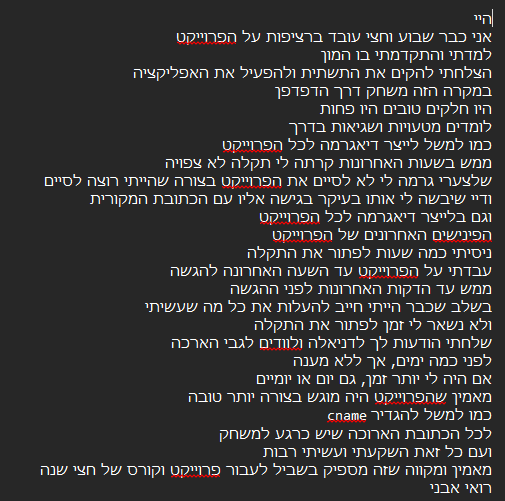 היי
אני כבר שבוע וחצי עובד ברציפות על הפרוייקט
למדתי והתקדמתי בו המון
הצלחתי להקים את התשתית ולהפעיל את האפליקציה
במקרה הזה משחק דרך הדפדפן
היו חלקים טובים היו פחות
לומדים מטעויות ושגיאות בדרך
כמו למשל לייצר דיאגרמה לכל הפרוייקט
ממש בשעות האחרונות קרתה לי תקלה לא צפויה
שלצערי גרמה לי לא לסיים את הפרוייקט בצורה שהייתי רוצה לסיים
ודיי שיבשה לי אותו בעיקר בגישה אליו עם הכתובת המקורית
וגם בלייצר דיאגרמה לכל הפרוייקט
הפינישים האחרונים של הפרוייקט
ניסיתי כמה שעות לפתור את התקלה
עבדתי על הפרוייקט עד השעה האחרונה להגשה
ממש עד הדקות האחרונות לפני ההגשה
בשלב שכבר הייתי חייב להעלות את כל מה שעשיתי
ולא נשאר לי זמן לפתור את התקלה
שלחתי הודעות לך לדניאלה ולוודים לגבי הארכה
לפני כמה ימים, אך ללא מענה
אם היה לי יותר זמן, גם יום או יומיים
מאמין שהפרוייקט היה מוגש בצורה יותר טובה
כמו למשל להגדיר cname
לכל הכתובת הארוכה שיש כרגע למשחק
ועם כל זאת השקעתי ועשיתי רבות
מאמין ומקווה שזה מספיק בשביל לעבור פרוייקט וקורס של חצי שנה
רואי אבני